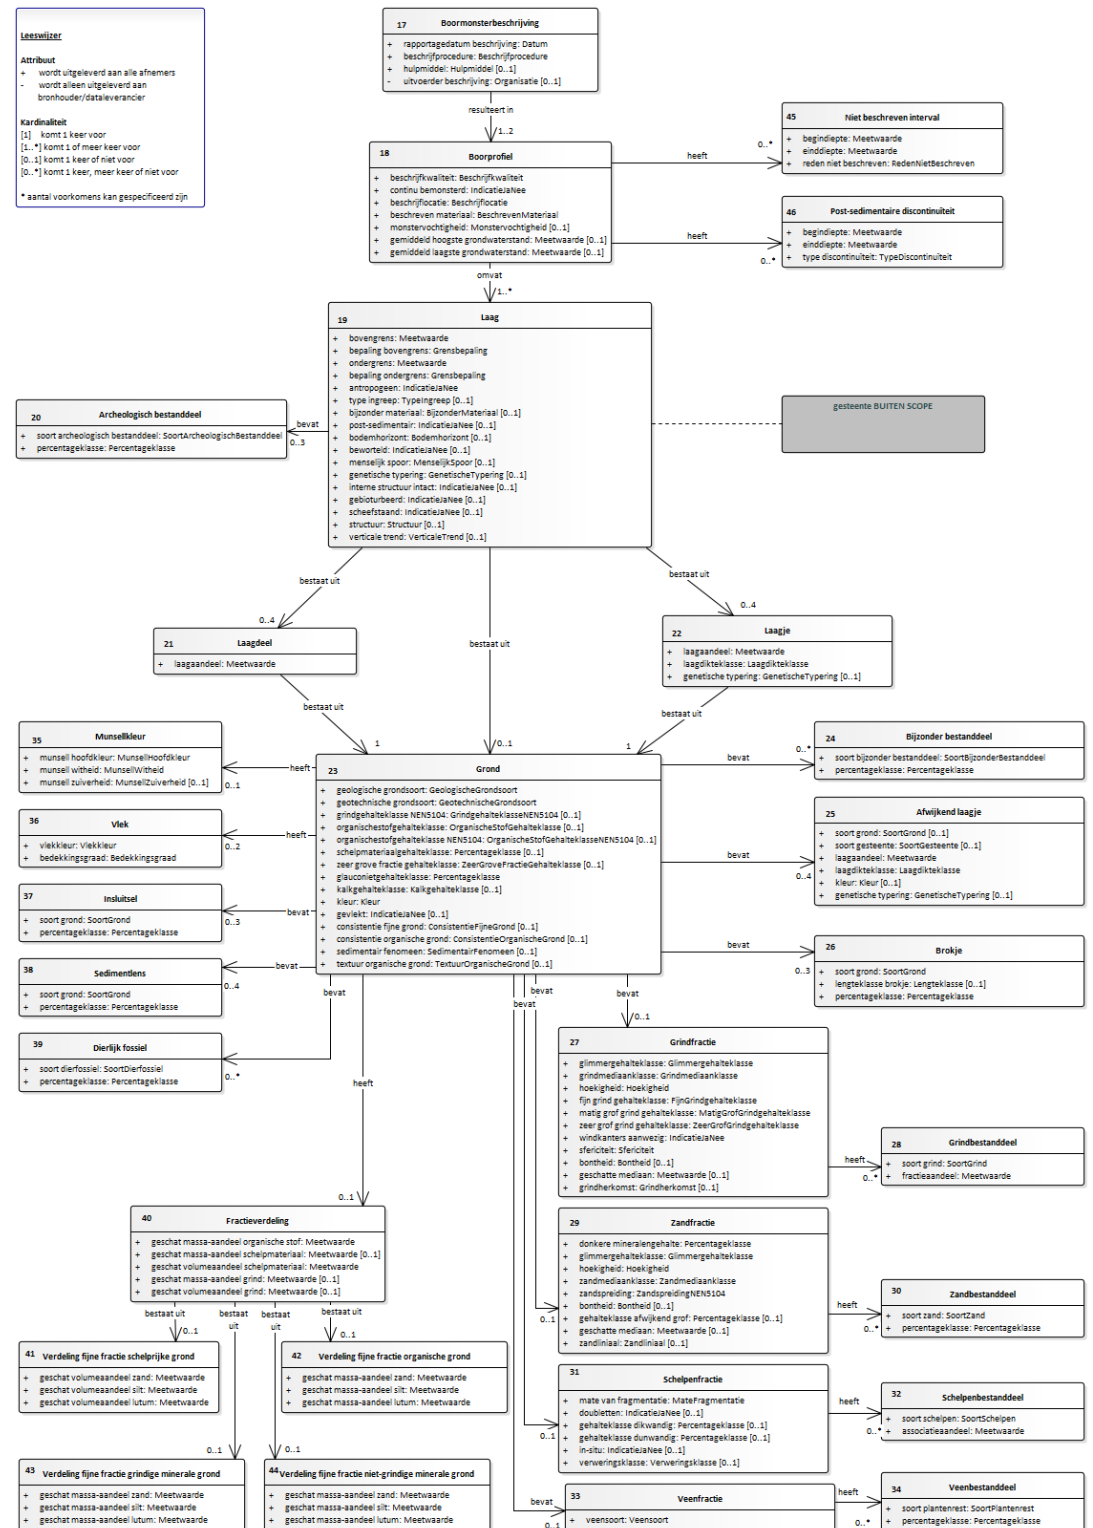 Leeswijzer
Attribuut
+ wordt uitgeleverd aan alle afnemers
- wordt alleen uitgeleverd aan
bronhouder/dataleverancier
Kardinaliteit
[1] komt 1 keer voor
[1..*] komt 1 of meer keer voor
[0..1] komt 1 keer of niet voor
[0..*] komt 1 keer, meer keer of niet voor
* aantal voorkomens kan gespecificeerd zijn
17 Boormonsterbeschrijving
+ rapportagedatum beschrijving: Datum
+ beschrijfprocedure: Beschrijfprocedure
+ hulpmiddel: Hulpmiddel [0..1]
- uitvoerder beschrijving: Organisatie [0..1]
resulteert in
1..2
18 Boorprofiel
+ beschrijfkwaliteit: Beschrijfkwaliteit
+ continu bemonsterd: IndicatieJaNee
+ beschrijflocatie: Beschrijflocatie
+ beschreven materiaal: BeschrevenMateriaal
+ monstervochtigheid: Monstervochtigheid [0..1]
+ gemiddeld hoogste grondwaterstand: Meetwaarde [0..1]
+ gemiddeld laagste grondwaterstand: Meetwaarde [0..1]
heeft
0..*
45 Niet beschreven interval
+ begindiepte: Meetwaarde
+ einddiepte: Meetwaarde
+ reden niet beschreven: RedenNietBeschreven
heeft
0..*
46 Post-sedimentaire discontinuïteit
+ begindiepte: Meetwaarde
+ einddiepte: Meetwaarde
+ type discontinuïteit: TypeDiscontinuïteit
omvat
1..*
19 Laag
+ bovengrens: Meetwaarde
+ bepaling bovengrens: Grensbepaling
+ ondergrens: Meetwaarde
+ bepaling ondergrens: Grensbepaling
+ antropogeen: IndicatieJaNee
+ type ingreep: TypeIngreep [0..1]
+ bijzonder materiaal: BijzonderMateriaal [0..1]
+ post-sedimentair: IndicatieJaNee [0..1]
+ bodemhorizont: Bodemhorizont [0..1]
+ beworteld: IndicatieJaNee [0..1]
+ menselijk spoor: MenselijkSpoor [0..1]
+ genetische typering: GenetischeTypering [0..1]
+ interne structuur intact: IndicatieJaNee [0..1]
+ gebioturbeerd: IndicatieJaNee [0..1]
+ scheefstaand: IndicatieJaNee [0..1]
+ structuur: Structuur [0..1]
+ verticale trend: VerticaleTrend [0..1]
gesteente BUITEN SCOPE
bevat
0..3
20 Archeologisch bestanddeel
+ soort archeologisch bestanddeel: SoortArcheologischBestanddeel
+ percentageklasse: Percentageklasse
bestaat uit
0..4
bestaat uit
0..1
bestaat uit
0..4
21 Laagdeel
+ laagaandeel: Meetwaarde
22 Laagje
+ laagaandeel: Meetwaarde
+ laagdikteklasse: Laagdikteklasse
+ genetische typering: GenetischeTypering [0..1]
bestaat uit
1
bestaat uit
1
23 Grond
+ geologische grondsoort: GeologischeGrondsoort
+ geotechnische grondsoort: GeotechnischeGrondsoort
+ grindgehalteklasse NEN5104: GrindgehalteklasseNEN5104 [0..1]
+ organischestofgehalteklasse: OrganischeStofGehalteklasse [0..1]
+ organischestofgehalteklasse NEN5104: OrganischeStofGehalteklasseNEN5104 [0..1]
+ schelpmateriaalgehalteklasse: Percentageklasse [0..1]
+ zeer grove fractie gehalteklasse: ZeerGroveFractieGehalteklasse [0..1]
+ glauconietgehalteklasse: Percentageklasse
+ kalkgehalteklasse: Kalkgehalteklasse [0..1]
+ kleur: Kleur
+ gevlekt: IndicatieJaNee [0..1]
+ consistentie fijne grond: ConsistentieFijneGrond [0..1]
+ consistentie organische grond: ConsistentieOrganischeGrond [0..1]
+ sedimentair fenomeen: SedimentairFenomeen [0..1]
+ textuur organische grond: TextuurOrganischeGrond [0..1]
heeft
0..1
35 Munsellkleur
+ munsell hoofdkleur: MunsellHoofdkleur
+ munsell witheid: MunsellWitheid
+ munsell zuiverheid: MunsellZuiverheid [0..1]
heeft
0..2
36 Vlek
+ vlekkleur: Vlekkleur
+ bedekkingsgraad: Bedekkingsgraad
bevat
0..3
37 Insluitsel
+ soort grond: SoortGrond
+ percentageklasse: Percentageklasse
bevat
0..4
38 Sedimentlens
+ soort grond: SoortGrond
+ percentageklasse: Percentageklasse
bevat
0..*
39 Dierlijk fossiel
+ soort dierfossiel: SoortDierfossiel
+ percentageklasse: Percentageklasse
bevat
0..*
24 Bijzonder bestanddeel
+ soort bijzonder bestanddeel: SoortBijzonderBestanddeel
+ percentageklasse: Percentageklasse
bevat
0..4
25 Afwijkend laagje
+ soort grond: SoortGrond [0..1]
+ soort gesteente: SoortGesteente [0..1]
+ laagaandeel: Meetwaarde
+ laagdikteklasse: Laagdikteklasse
+ kleur: Kleur [0..1]
+ genetische typering: GenetischeTypering [0..1]
bevat
0..3
26 Brokje
+ soort grond: SoortGrond
+ lengteklasse brokje: Lengteklasse [0..1]
+ percentageklasse: Percentageklasse
bevat
bevat
bevat
0..1
27 Grindfractie
+ glimmergehalteklasse: Glimmergehalteklasse
+ grindmediaanklasse: Grindmediaanklasse
+ hoekigheid: Hoekigheid
+ fijn grind gehalteklasse: FijnGrindgehalteklasse
+ matig grof grind gehalteklasse: MatigGrofGrindgehalteklasse
+ zeer grof grind gehalteklasse: ZeerGrofGrindgehalteklasse
+ windkanters aanwezig: IndicatieJaNee
+ sfericiteit: Sfericiteit
+ bontheid: Bontheid [0..1]
+ geschatte mediaan: Meetwaarde [0..1]
+ grindherkomst: Grindherkomst [0..1]
heeft
0..*
28 Grindbestanddeel
+ soort grind: SoortGrind
+ fractieaandeel: Meetwaarde
0..1
29 Zandfractie
+ donkere mineralengehalte: Percentageklasse
+ glimmergehalteklasse: Glimmergehalteklasse
+ hoekigheid: Hoekigheid
+ zandmediaanklasse: Zandmediaanklasse
+ zandspreiding: ZandspreidingNEN5104
+ bontheid: Bontheid [0..1]
+ gehalteklasse afwijkend grof: Percentageklasse [0..1]
+ geschatte mediaan: Meetwaarde [0..1]
+ zandliniaal: Zandliniaal [0..1]
heeft
0..*
30 Zandbestanddeel
+ soort zand: SoortZand
+ percentageklasse: Percentageklasse
0..1
31 Schelpenfractie
+ mate van fragmentatie: MateFragmentatie
+ doubletten: IndicatieJaNee [0..1]
+ gehalteklasse dikwandig: Percentageklasse [0..1]
+ gehalteklasse dunwandig: Percentageklasse [0..1]
+ in-situ: IndicatieJaNee [0..1]
+ verweringsklasse: Verweringsklasse [0..1]
heeft
0..*
32 Schelpenbestanddeel
+ soort schelpen: SoortSchelpen
+ associatieaandeel: Meetwaarde
bevat
0..1
33 Veenfractie
+ veensoort: Veensoort
heeft
0..*
34 Veenbestanddeel
+ soort plantenrest: SoortPlantenrest
+ percentageklasse: Percentageklasse
heeft
0..1
40 Fractieverdeling
+ geschat massa-aandeel organische stof: Meetwaarde
+ geschat massa-aandeel schelpmateriaal: Meetwaarde [0..1]
+ geschat volumeaandeel schelpmateriaal: Meetwaarde
+ geschat massa-aandeel grind: Meetwaarde [0..1]
+ geschat volumeaandeel grind: Meetwaarde [0..1]
bestaat uit
0..1
bestaat
uit
0..1
bestaat
uit
0..1
bestaat uit
0..1
41 Verdeling fijne fractie schelprijke grond
+ geschat volumeaandeel zand: Meetwaarde
+ geschat volumeaandeel silt: Meetwaarde
+ geschat volumeaandeel lutum: Meetwaarde
42 Verdeling fijne fractie organische grond
+ geschat massa-aandeel zand: Meetwaarde
+ geschat massa-aandeel silt: Meetwaarde
+ geschat massa-aandeel lutum: Meetwaarde
43 Verdeling fijne fractie grindige minerale grond
+ geschat massa-aandeel zand: Meetwaarde
+ geschat massa-aandeel silt: Meetwaarde
+ geschat massa-aandeel lutum: Meetwaarde
44 Verdeling fijne fractie niet-grindige minerale grond
+ geschat massa-aandeel zand: Meetwaarde
+ geschat massa-aandeel silt: Meetwaarde
+ geschat massa-aandeel lutum: Meetwaarde